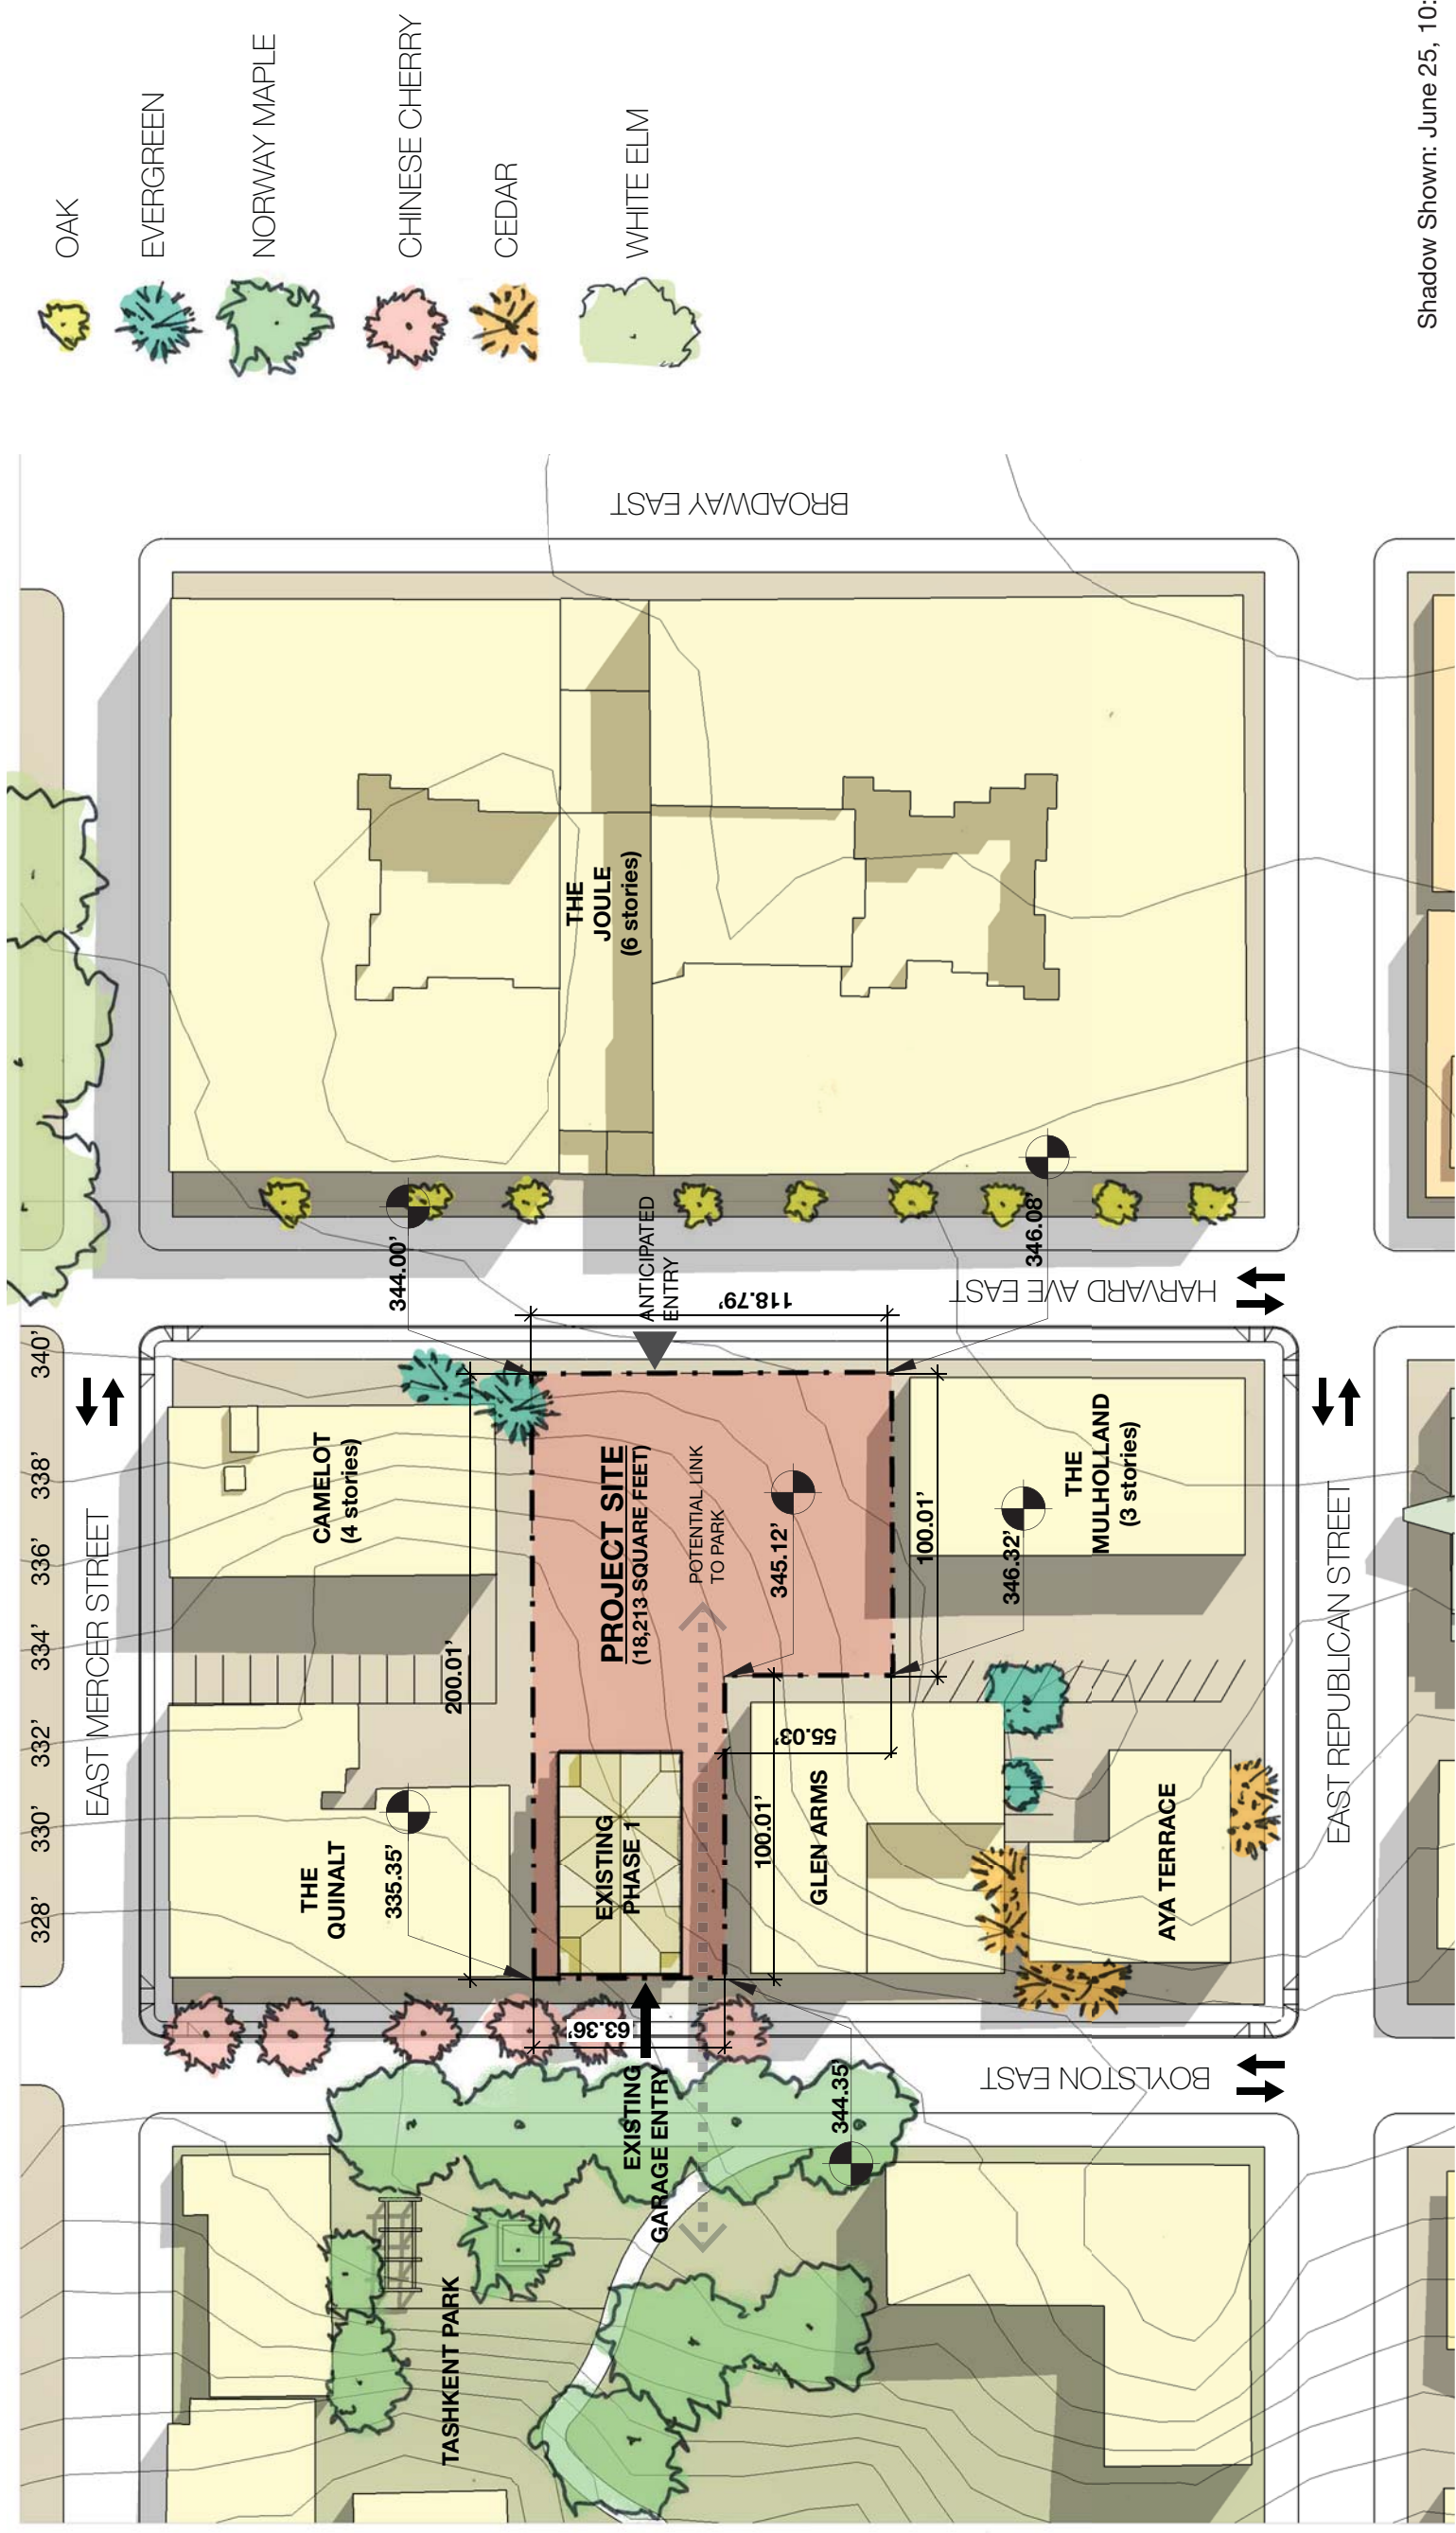 OAK
EVERGREEN
NORWAY MAPLE
CHINESE CHERRY
CEDAR
WHITE ELM
Shadow Shown: June 25, 10:
BROADWAY EAST
THE
JOULE
(6 stories)
344.00'
346.08'
ANTICIPATED
ENTRY
118.79'
HARVARD AVE EAST
340'
338'
336'
334'
332'
330'
328'
EAST MERCER STREET
CAMELOT
(4 stories)
200.01'
PROJECT SITE
(18,213 SQUARE FEET)
POTENTIAL LINK
TO PARK
345.12'
100.01'
346.32'
THE
MULHOLLAND
(3 stories)
EAST REPUBLICAN STREET
THE
QUINALT
335.35'
EXISTING
PHASE 1
55.03'
100.01'
GLEN ARMS
AYA TERRACE
63.36'
EXISTING
GARAGE ENTRY
344.35'
BOYLSTON EAST
TASHKENT PARK